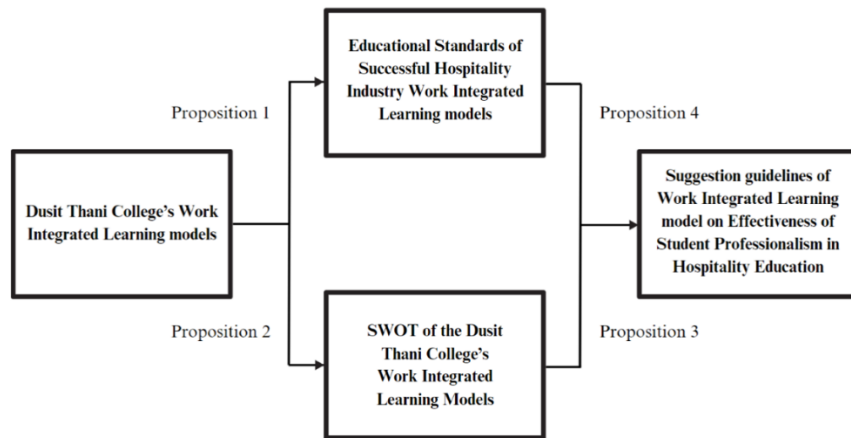 Educational Standards of
Successful Hospitality
Industry Work Integrated
Learning models
Proposition 1
Proposition 4
Dusit Thani College's Work
Integrated Learning models
Suggestion guidelines of
Work Integrated Learning
model on Effectiveness of
Student Professionalism in
Hospitality Education
Proposition 2
Proposition 3
SWOT of the Dusit
Thani College's
Work Integrated
Learning Models